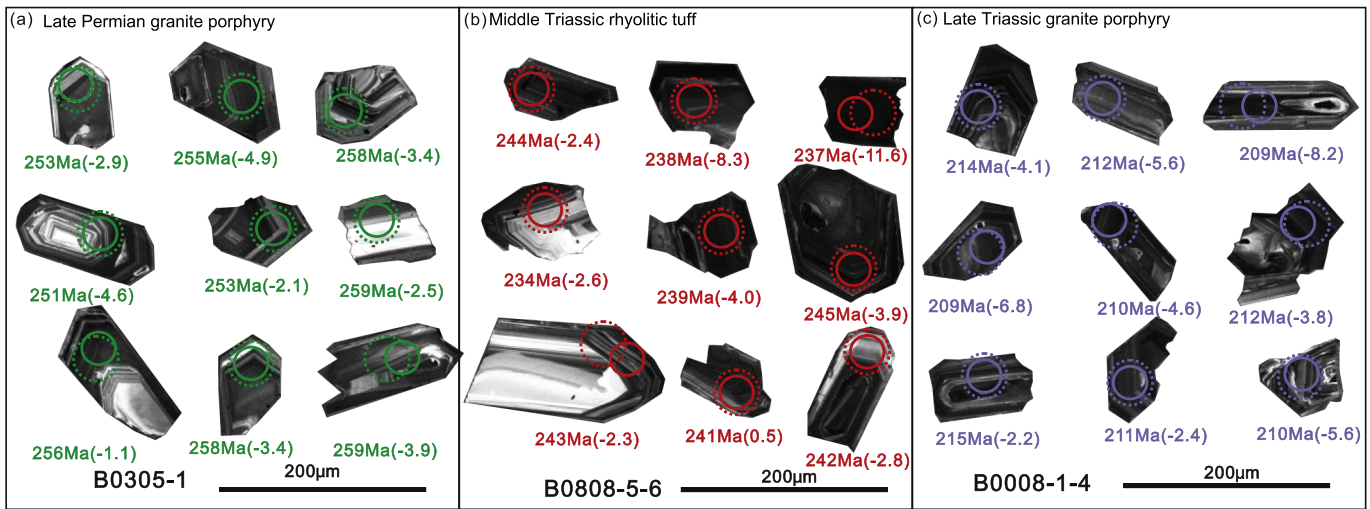 (a) Late Permian granite porphyry
253Ma(-2.9)
255Ma(-4.9)
258Ma(-3.4)
251Ma(-4.6)
253Ma(-2.1)
259Ma(-2.5)
256Ma(-1.1)
258Ma(-3.4)
259Ma(-3.9)
B0305-1
200μm
(b) Middle Triassic rhyolitic tuff
244Ma(-2.4)
238Ma(-8.3)
237Ma(-11.6)
234Ma(-2.6)
239Ma(-4.0)
245Ma(-3.9)
243Ma(-2.3)
241Ma(0.5)
242Ma(-2.8)
B0808-5-6
200μm
(c) Late Triassic granite porphyry
214Ma(-4.1)
212Ma(-5.6)
209Ma(-8.2)
209Ma(-6.8)
210Ma(-4.6)
212Ma(-3.8)
215Ma(-2.2)
211Ma(-2.4)
210Ma(-5.6)
B0008-1-4
200μm